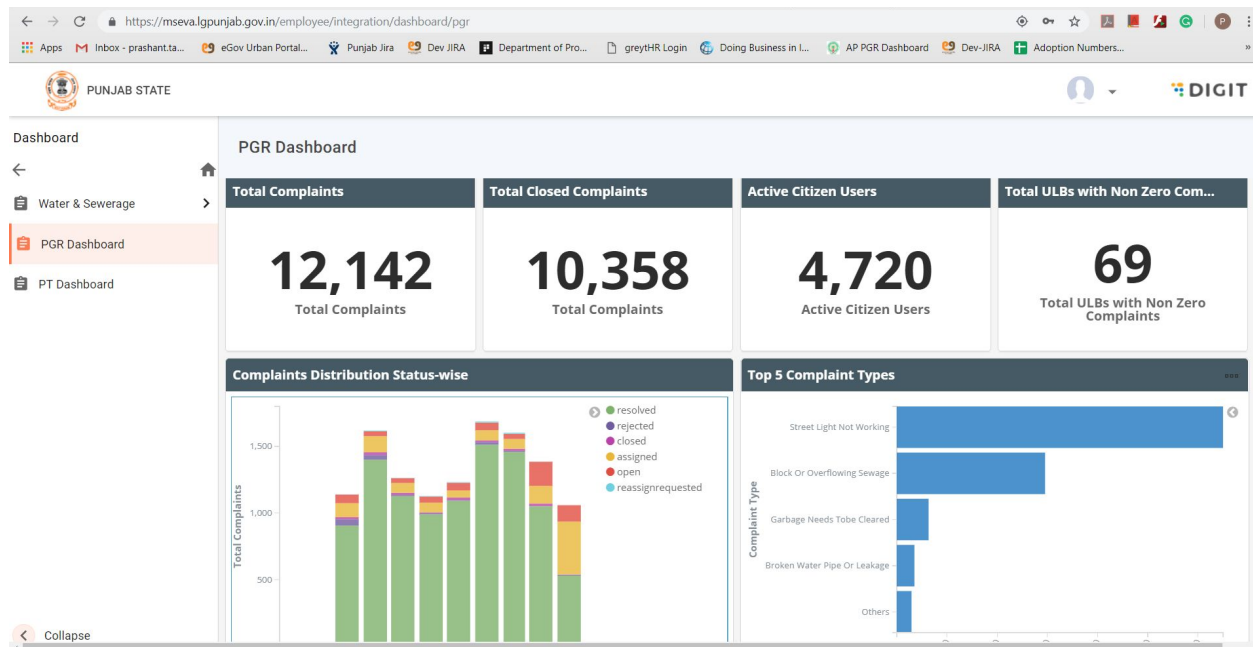 https://mseva.lgpunjab.gov.in/employee/integration/dashboard/pgr
P
Apps
Inbox - prashant.ta...
eGov Urban Portal...
Punjab Jira
Dev JIRA
Department of Pro...
greytHR Login
Doing Business in I...
AP PGR Dashboard
Dev-JIRA
Adoption Numbers...
»
PUNJAB STATE
DIGIT
Dashboard
Water & Sewerage
PGR Dashboard
PT Dashboard
Collapse
PGR Dashboard
Total Complaints
12,142
Total Complaints
Total Closed Complaints
10,358
Total Complaints
Active Citizen Users
4,720
Active Citizen Users
Total ULBs with Non Zero Com...
69
Total ULBs with Non Zero
Complaints
Complaints Distribution Status-wise
Total Complaints
1,500
1,000
500
resolved
rejected
closed
assigned
open
reassignrequested
Top 5 Complaint Types
Complaint Type
Street Light Not Working
Block Or Overflowing Sewage
Garbage Needs Tobe Cleared
Broken Water Pipe Or Leakage
Others